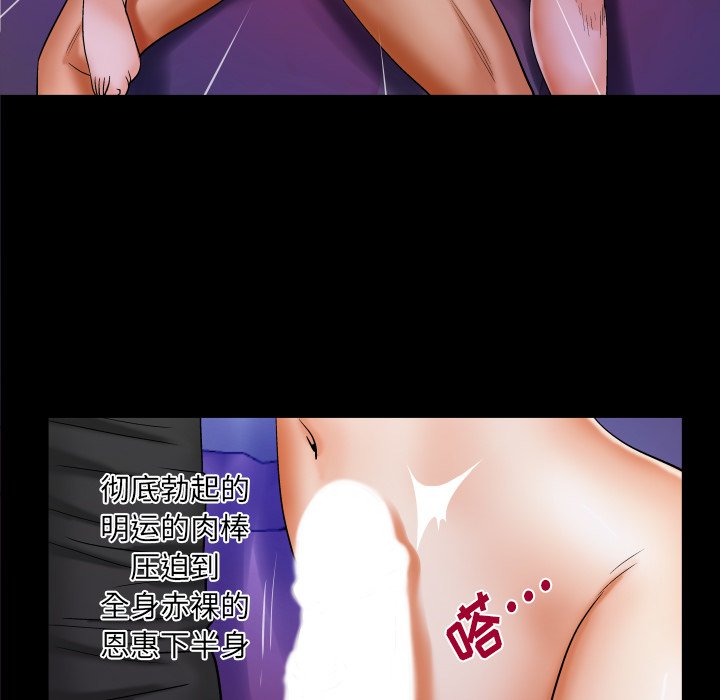 彻底勃起的
明运的肉棒
压迫到
全身赤裸的
恩惠下半身
嗒…